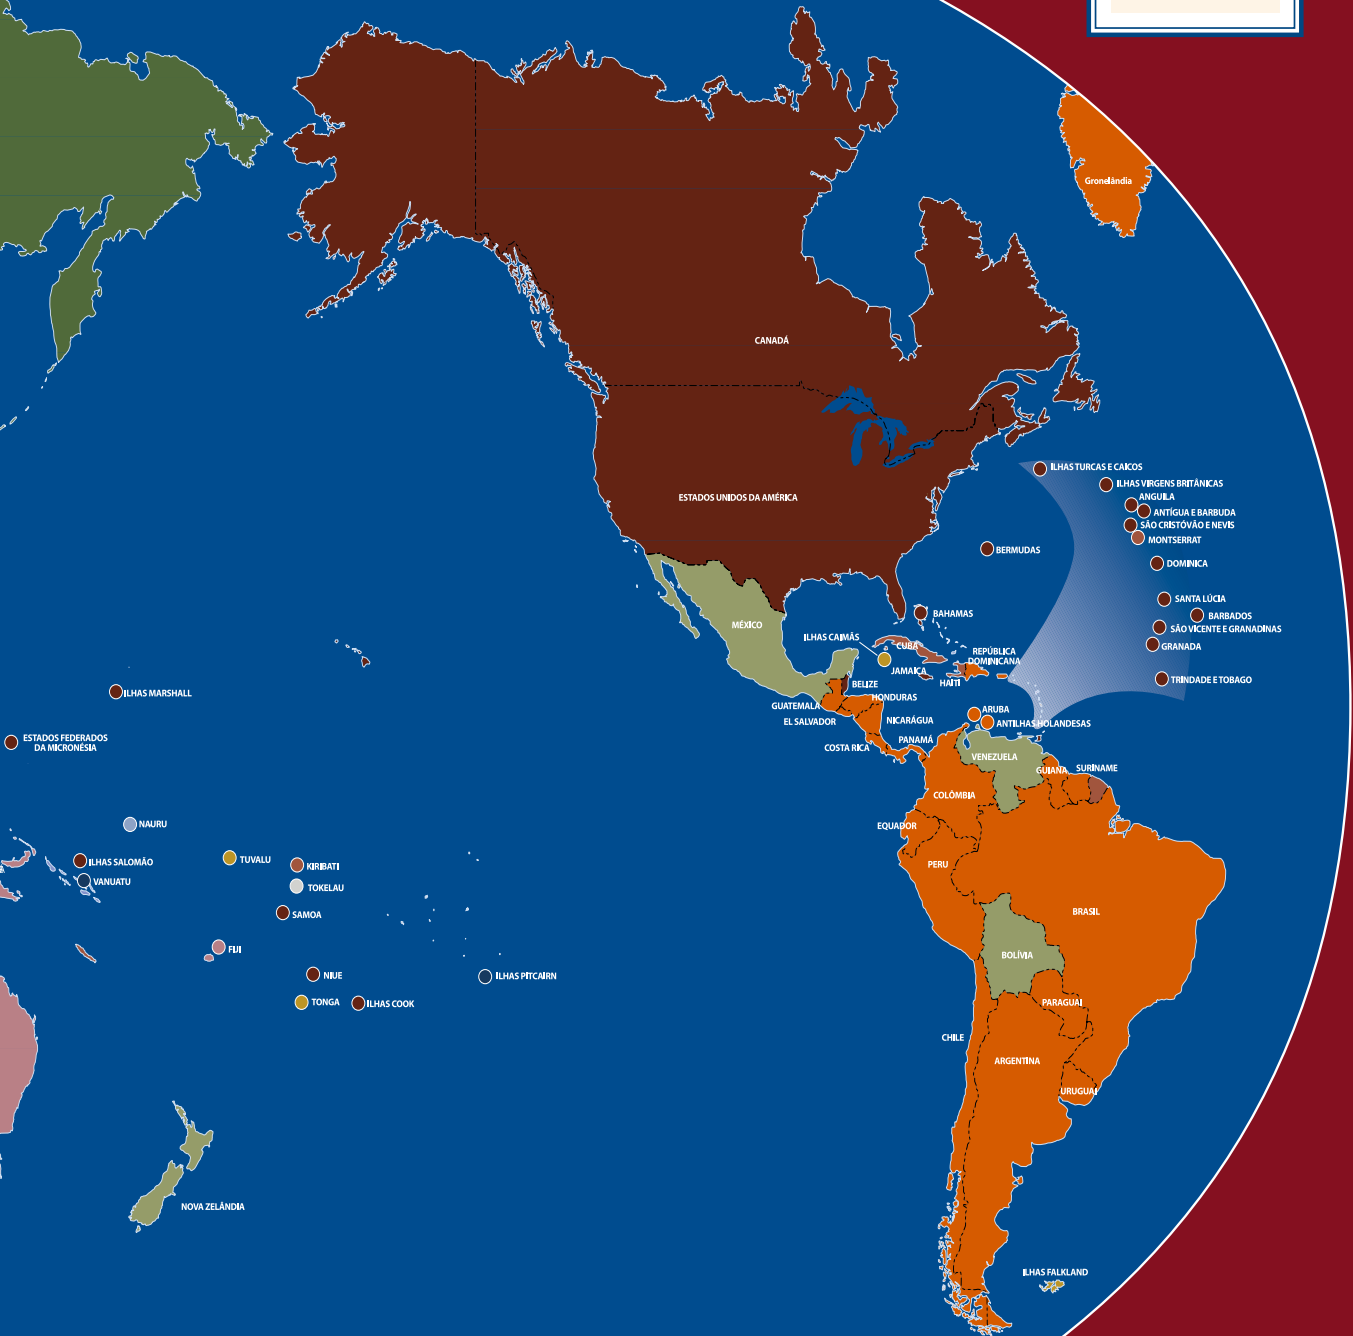 Gronelândia
CANADÁ
ILHAS TURCAS E CAICOS
ILHAS VIRGENS BRITÂNICAS
ANGUILA
ESTADOS UNIDOS DA AMÉRICA
ANTÍGUA E BARBUDA
SÃO CRISTÓVÃO E NEVIS
MONTSERRAT
BERMUDAS
DOMINICA
SANTA LÚCIA
BAHAMAS
BARBADOS
MÉXICO
SÃO VICENTE E GRANADINAS
ILHAS CAIMÃS
CUBA
GRANADA
REPÚBLICA
DOMINICANA
JAMAICA
HAITI
BELIZE
TRINDADE E TOBAGO
ILHAS MARSHALL
HONDURAS
GUATEMALA
ARUBA
EL SALVADOR
NICARÁGUA
ANTILHAS HOLANDESAS
ESTADOS FEDERADOS
DA MICRONÉSIA
COSTA RICA
PANAMÁ
VENEZUELA
GUIANA
SURINAME
COLÔMBIA
NAURU
EQUADOR
ILHAS SALOMÃO
TUVALU
KIRIBATI
PERU
VANUATU
TOKELAU
SAMOA
BRASIL
FIJI
BOLÍVIA
NIUE
ILHAS PITCAIRN
TONGA
ILHAS COOK
PARAGUAI
CHILE
ARGENTINA
URUGUAI
NOVA ZELÂNDIA
ILHAS FALKLAND